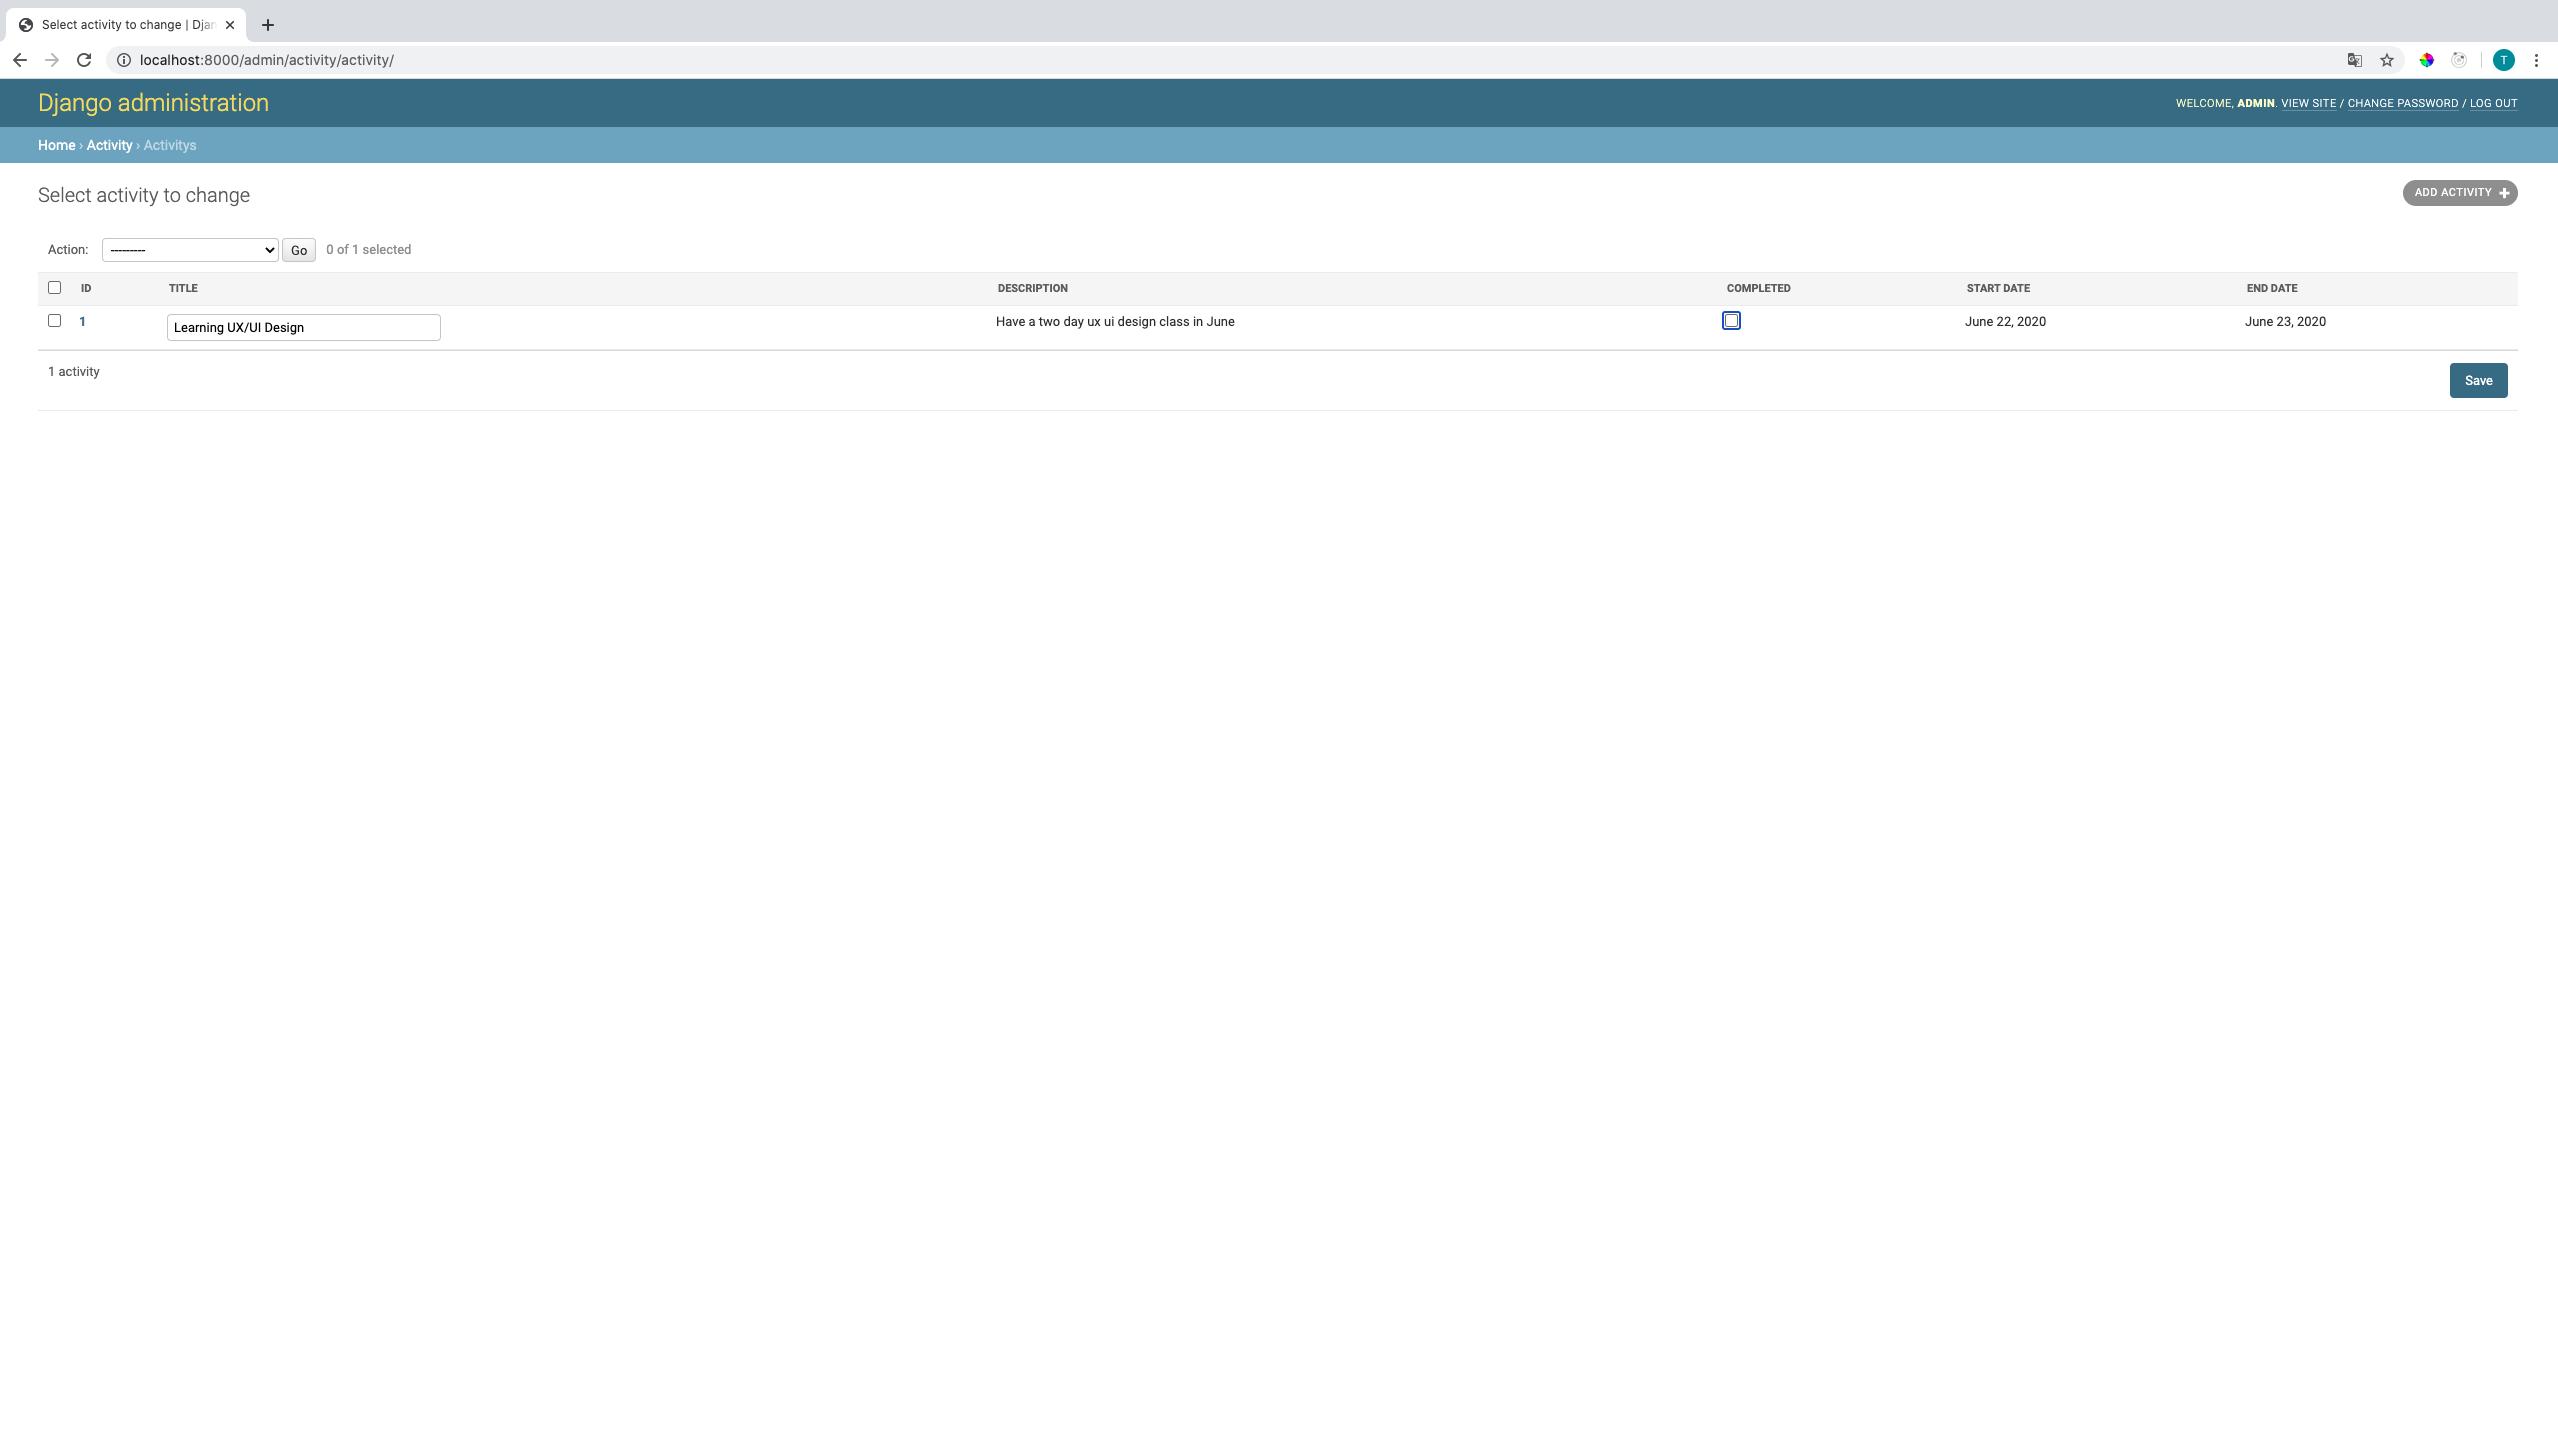 Select activity to change | Djan
localhost:8000/admin/activity/activity/
T
Django administration
WELCOME, ADMIN. VIEW SITE / CHANGE PASSWORD / LOG OUT
Home › Activity › Activitys
Select activity to change
ADD ACTIVITY
Action: --------- Go 0 of 1 selected
ID TITLE DESCRIPTION COMPLETED START DATE END DATE
1 Learning UX/UI Design Have a two day ux ui design class in June June 22, 2020 June 23, 2020
1 activity
Save